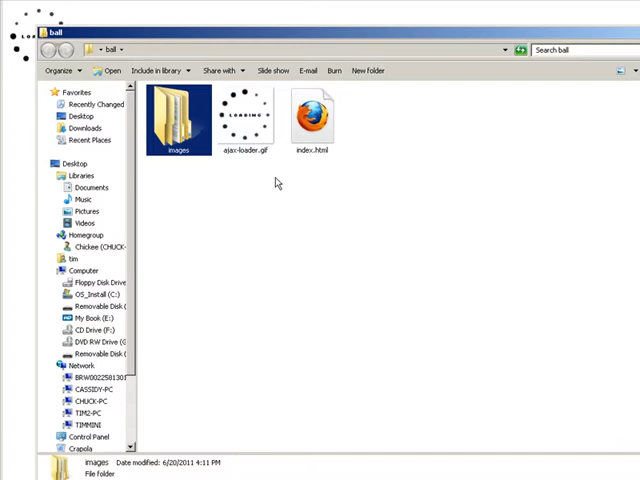 ball
ball
Search ball
Organize
Open
Include in library
Share with
Slide show
E-mail
Burn
New folder
Favorites
Recently Changed
Desktop
Downloads
Recent Places
Desktop
Libraries
Documents
Music
Pictures
Videos
Homegroup
Chickee (CHUCK-
tim
Computer
Floppy Disk Drive
OS_Install (C:)
Removable Disk (
My Book (E:)
CD Drive (F:)
DVD RW Drive (G
Removable Disk (
Network
BRW0022581301
CASSIDY-PC
CHUCK-PC
TIM2-PC
TIMMINI
Control Panel
Crapola
images
LOADING
ajax-loader.gif
index.html
images
Date modified: 6/20/2011 4:11 PM
File folder